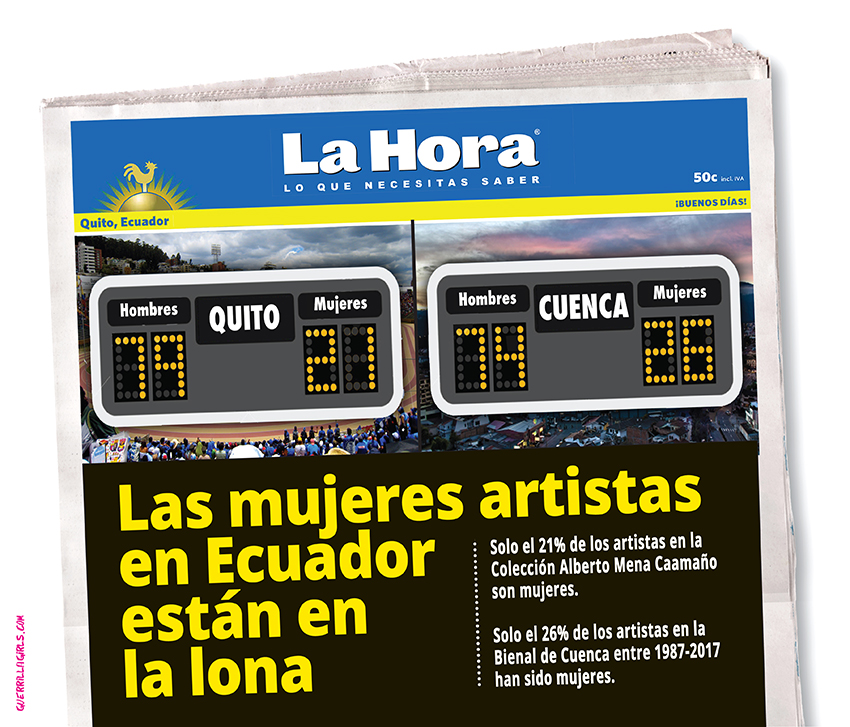 La Hora®
LO QUE NECESITAS SABER
50c incl. IVA
Quito, Ecuador
¡BUENOS DÍAS!
Hombres QUITO Mujeres
79 21
Hombres CUENCA Mujeres
74 26
Las mujeres artistas
en Ecuador
están en
la lona
Solo el 21% de los artistas en la
Colección Alberto Mena Caamaño
son mujeres.
Solo el 26% de los artistas en la
Bienal de Cuenca entre 1987-2017
han sido mujeres.
GUERRILLAGIRLS.COM